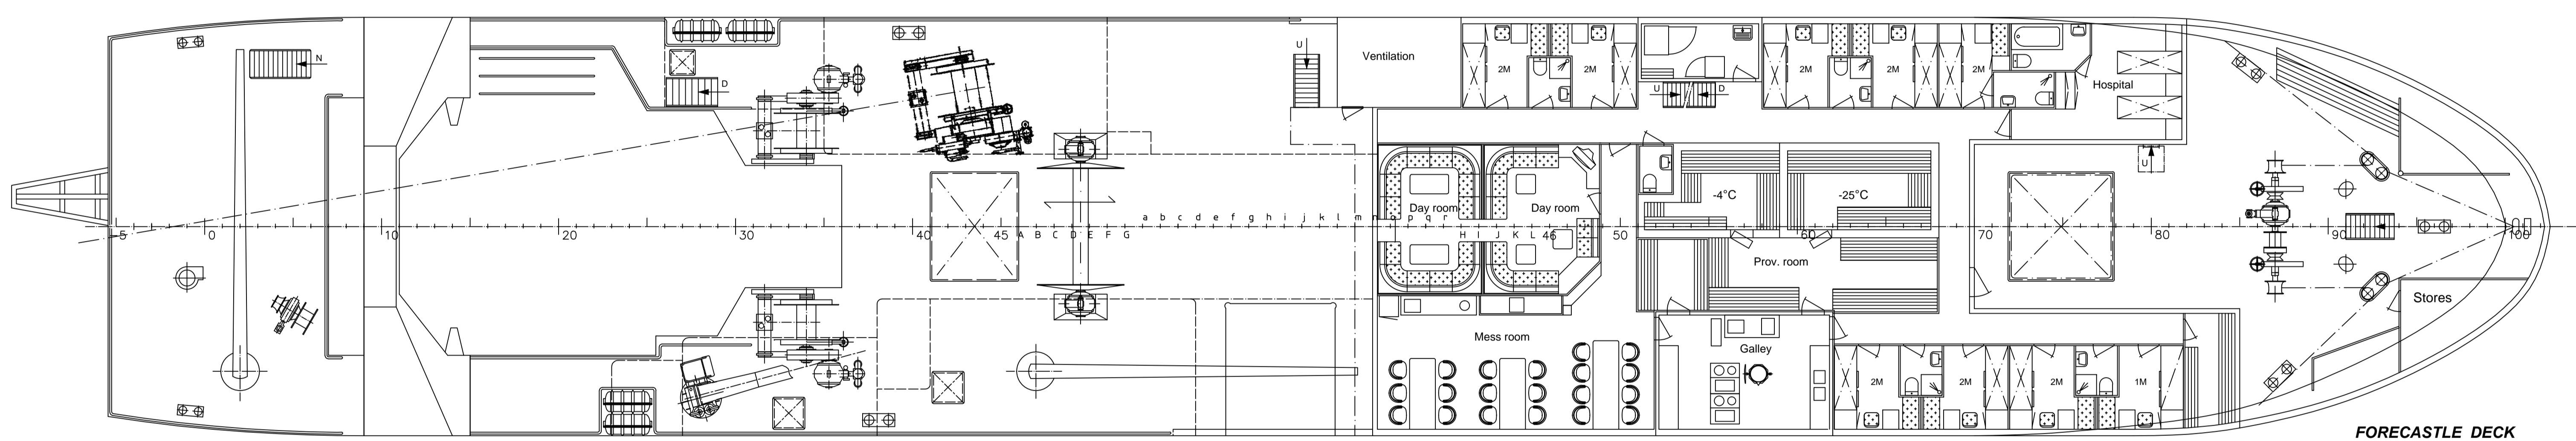 U
Ventilation
2M
2M
U
D
2M
2M
2M
Hospital
N
D
U
-4°C
-25°C
Day room
Day room
a b c d e f g h i j k l m n o p q r
-5 0 10 20 30 40 45 A B C D E F G H I J K L 46 50 60 70 80 90 100
Prov. room
Stores
Mess room
Galley
2M
2M
2M
1M
FORECASTLE DECK